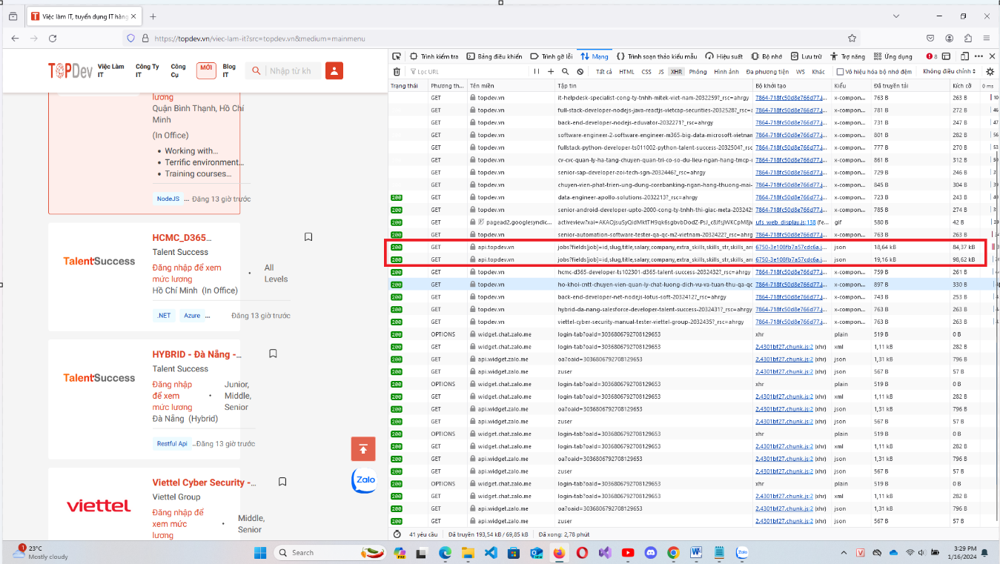 Việc làm IT, tuyển dụng IT hàng
https://topdev.vn/viec-lam-it?src=topdev.vn&medium=mainmenu
TOPDev
Việc Làm IT
Công Ty IT
Công Cụ
MỚI
Blog IT
Nhập từ kh
lương
Quận Bình Thạnh, Hồ Chí
Minh
(In Office)
Working with...
Terrific environment...
Training courses...
NodeJS ... Đăng 13 giờ trước
HCMC_D365...
TalentSuccess
Talent Success
Đăng nhập để xem
mức lương
All
Levels
Hồ Chí Minh (In Office)
.NET Azure ... Đăng 13 giờ trước
HYBRID - Đà Nẵng -...
TalentSuccess
Talent Success
Đăng nhập
để xem
mức lương
Junior,
Middle,
Senior
Đà Nẵng (Hybrid)
Restful Api ..Đăng 13 giờ trước
Viettel Cyber Security -...
viettel
Viettel Group
Đăng nhập để
xem mức
lương
Middle,
Senior
Zalo
Trình kiểm tra Bảng điều khiển Trình gỡ lỗi Mạng Trình soạn thảo kiểu mẫu Hiệu suất Bộ nhớ Lưu trữ Trợ năng Ứng dụng 8
Lọc URL Tất cả HTML CSS JS XHR Phông Hình ảnh Đa phương tiện WS Khác Vô hiệu hóa bộ nhớ đệm Không điều chỉnh
Trạng thái Phương th... Tên miền Tập tin Bộ khởi tạo Kiểu Đã truyền tải Kích cỡ 0 ms
GET topdev.vn it-helpdesk-specialist-cong-ty-tnhh-mitek-viet-nam-2032259?_rsc=ahrgy 7864-718fc50d8e766d77.j... x-compon... 763 B 263 B
GET topdev.vn full-stack-developer-nodejs-java-reactjs-vietcap-securities-2032528?_rsc=a 7864-718fc50d8e766d77.j... x-compon... 781 B 272 B
GET topdev.vn back-end-developer-nodejs-eduvator-2032271?_rsc=ahrgy 7864-718fc50d8e766d77.j... x-compon... 731 B 247 B
GET topdev.vn software-engineer-2-software-engineer-m365-big-data-microsoft-vietnam 7864-718fc50d8e766d77.j... x-compon... 801 B 282 B
GET topdev.vn fullstack-python-developer-ts011002-python-talent-success-2032504?_rsc= 7864-718fc50d8e766d77.j... x-compon... 777 B 270 B
GET topdev.vn cv-cvc-quan-ly-ha-tang-chuyen-quan-tri-co-so-du-lieu-ngan-hang-tmcp- 7864-718fc50d8e766d77.j... x-compon... 861 B 312 B
GET topdev.vn senior-sap-developer-zoi-tech-sgn-2032446?_rsc=ahrgy 7864-718fc50d8e766d77.j... x-compon... 729 B 246 B
GET topdev.vn chuyen-vien-phat-trien-ung-dung-corebanking-ngan-hang-thuong-mai- 7864-718fc50d8e766d77.j... x-compon... 845 B 304 B
200 GET topdev.vn data-engineer-apollo-solutions-2032213?_rsc=ahrgy 7864-718fc50d8e766d77.j... x-compon... 723 B 243 B
200 GET topdev.vn senior-android-developer-upto-2000-cong-ty-tnhh-thi-giac-meta-203242 7864-718fc50d8e766d77.j... x-compon... 785 B 274 B
200 GET pagead2.googlesyndic... ufs_web_display.js:138 (fe... gif 580 B 42 B
200 GET topdev.vn senior-automation-software-tester-qa-qc-m2-vietnam-2032422?_rsc=ahrgy 7864-718fc50d8e766d77.j... x-compon... 763 B 263 B
200 GET api.topdev.vn jobs?fields[job]=id,slug,title,salary,company,extra_skills,skills_str,skills_arr 6750-3e108fb7a57cdc6a.j... json 18,64 kB 84,37 kB
200 GET api.topdev.vn jobs?fields[job]=id,slug,title,salary,company,extra_skills,skills_str,skills_arr 6750-3e108fb7a57cdc6a.j... json 19,16 kB 98,62 kB
200 GET topdev.vn hcmc-d365-developer-ts102301-d365-talent-success-2032432?_rsc=ahrgy 7864-718fc50d8e766d77.j... x-compon... 759 B 261 B
200 GET topdev.vn ho-khoi-cntt-chuyen-vien-quan-ly-chat-luong-dich-vu-va-tuan-thu-qa-qc 7864-718fc50d8e766d77.j... x-compon... 897 B 330 B
200 GET topdev.vn back-end-developer-net-nodejs-lotus-soft-2032412?_rsc=ahrgy 7864-718fc50d8e766d77.j... x-compon... 743 B 253 B
200 GET topdev.vn hybrid-da-nang-salesforce-developer-talent-success-2032431?_rsc=ahrgy 7864-718fc50d8e766d77.j... x-compon... 763 B 263 B
200 GET topdev.vn viettel-cyber-security-manual-tester-viettel-group-2032435?_rsc=ahrgy 7864-718fc50d8e766d77.j... x-compon... 763 B 263 B
200 OPTIONS widget.chat.zalo.me login-tab?oaId=3036806792708129653 xhr plain 519 B 0 B
200 GET widget.chat.zalo.me login-tab?oaId=3036806792708129653 2.4301bf27.chunk.js:2 (xhr) xml 1,11 kB 282 B
200 GET api.widget.zalo.me oa?oaid=3036806792708129653 2.4301bf27.chunk.js:2 (xhr) json 1,31 kB 796 B
200 GET api.widget.zalo.me zuser 2.4301bf27.chunk.js:2 (xhr) json 567 B 57 B
200 OPTIONS widget.chat.zalo.me login-tab?oaId=3036806792708129653 xhr plain 519 B 0 B
200 GET widget.chat.zalo.me login-tab?oaId=3036806792708129653 2.4301bf27.chunk.js:2 (xhr) xml 1,11 kB 282 B
200 GET api.widget.zalo.me oa?oaid=3036806792708129653 2.4301bf27.chunk.js:2 (xhr) json 1,31 kB 796 B
200 GET api.widget.zalo.me zuser 2.4301bf27.chunk.js:2 (xhr) json 567 B 57 B
200 OPTIONS widget.chat.zalo.me login-tab?oaId=3036806792708129653 xhr plain 519 B 0 B
200 GET widget.chat.zalo.me login-tab?oaId=3036806792708129653 2.4301bf27.chunk.js:2 (xhr) xml 1,11 kB 282 B
200 GET api.widget.zalo.me oa?oaid=3036806792708129653 2.4301bf27.chunk.js:2 (xhr) json 1,31 kB 796 B
200 GET api.widget.zalo.me zuser 2.4301bf27.chunk.js:2 (xhr) json 567 B 57 B
200 OPTIONS widget.chat.zalo.me login-tab?oaId=3036806792708129653 xhr plain 519 B 0 B
200 GET widget.chat.zalo.me login-tab?oaId=3036806792708129653 2.4301bf27.chunk.js:2 (xhr) xml 1,11 kB 282 B
200 GET api.widget.zalo.me oa?oaid=3036806792708129653 2.4301bf27.chunk.js:2 (xhr) json 1,31 kB 796 B
200 GET api.widget.zalo.me zuser 2.4301bf27.chunk.js:2 (xhr) json 567 B 57 B
41 yêu cầu Đã truyền 193,54 kB / 69,85 kB Đã xong: 2,78 phút
1 23°C
Mostly cloudy
Search
3:29 PM
1/16/2024